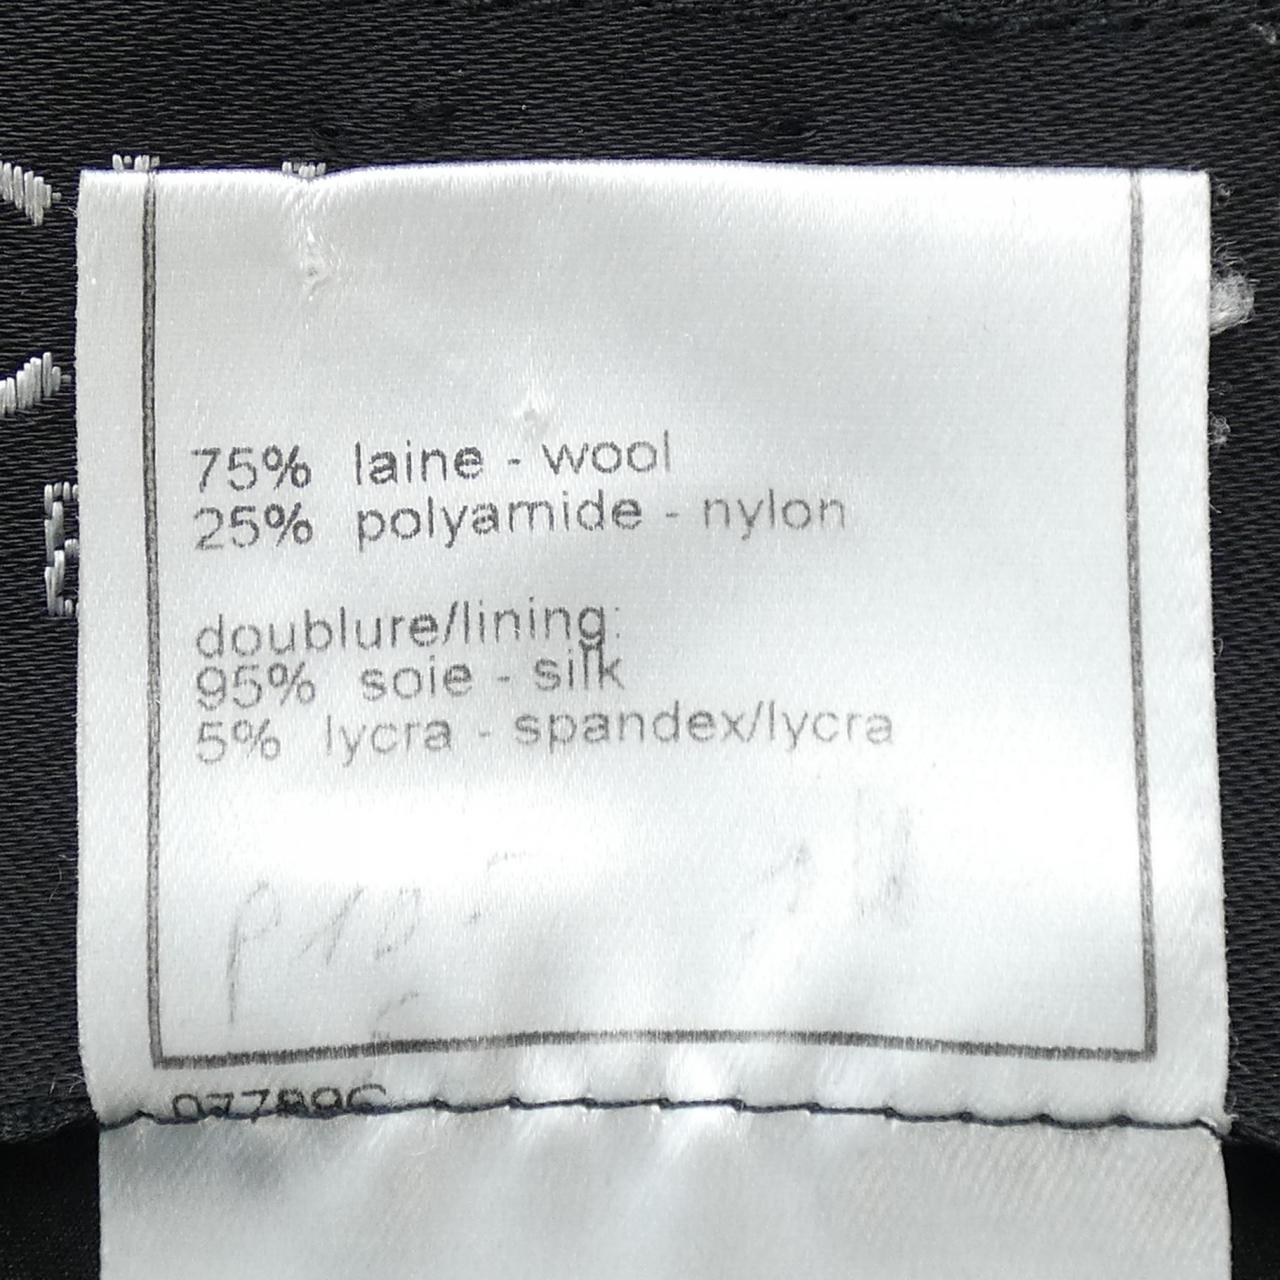 75% laine - wool
25% polyamide - nylon
doublure/lining:
95% soie - silk
5% lycra - spandex/lycra